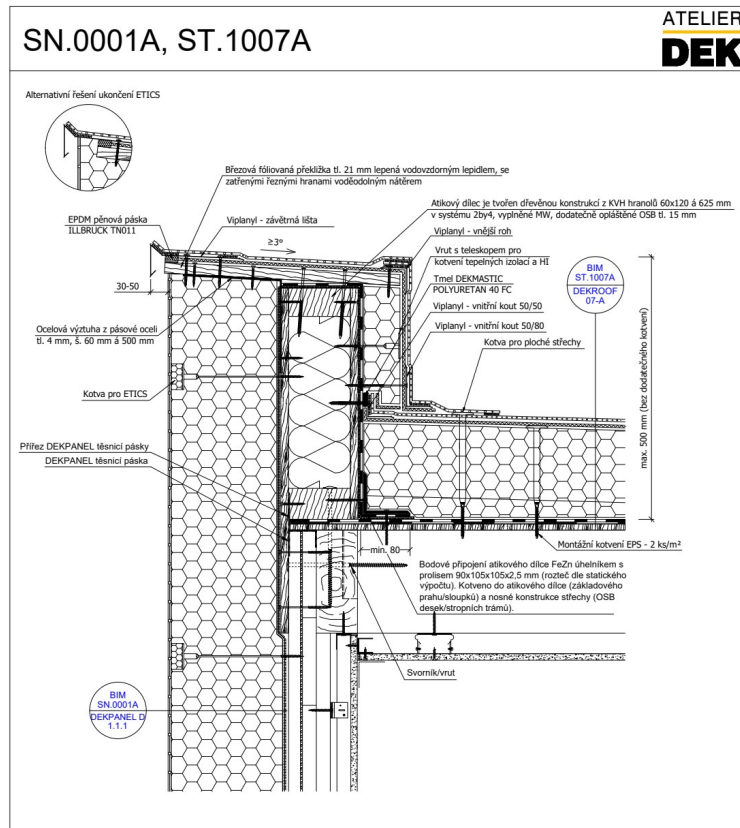 SN.0001A, ST.1007A
ATELIER
DEK
Alternativní řešení ukončení ETICS
Březová fóliovaná překližka tl. 21 mm lepená vodovzdorným lepidlem, se
zatřenými řeznými hranami voděodolným nátěrem
Atikový dílec je tvořen dřevěnou konstrukcí z KVH hranolů 60x120 á 625 mm
v systému 2by4, vyplněné MW, dodatečně opláštěné OSB tl. 15 mm
EPDM pěnová páska
ILLBRUCK TN011
Viplanyl - závětrná lišta
≥3°
Viplanyl - vnější roh
Vrut s teleskopem pro
kotvení tepelných izolací a HI
Tmel DEKMASTIC
POLYURETAN 40 FC
Viplanyl - vnitřní kout 50/50
Viplanyl - vnitřní kout 50/80
Kotva pro ploché střechy
BIM
ST.1007A
DEKROOF
07-A
max. 500 mm (bez dodatečného kotvení)
30-50
Ocelová výztuha z pásové oceli
tl. 4 mm, š. 60 mm á 500 mm
Kotva pro ETICS
Přířez DEKPANEL těsnicí pásky
DEKPANEL těsnicí páska
min. 80
Montážní kotvení EPS - 2 ks/m²
Bodové připojení atikového dílce FeZn úhelníkem s
prolisem 90x105x105x2,5 mm (rozteč dle statického
výpočtu). Kotveno do atikového dílce (základového
prahu/sloupků) a nosné konstrukce střechy (OSB
desek/stropních trámů).
Svorník/vrut
BIM
SN.0001A
DEKPANEL D
1.1.1